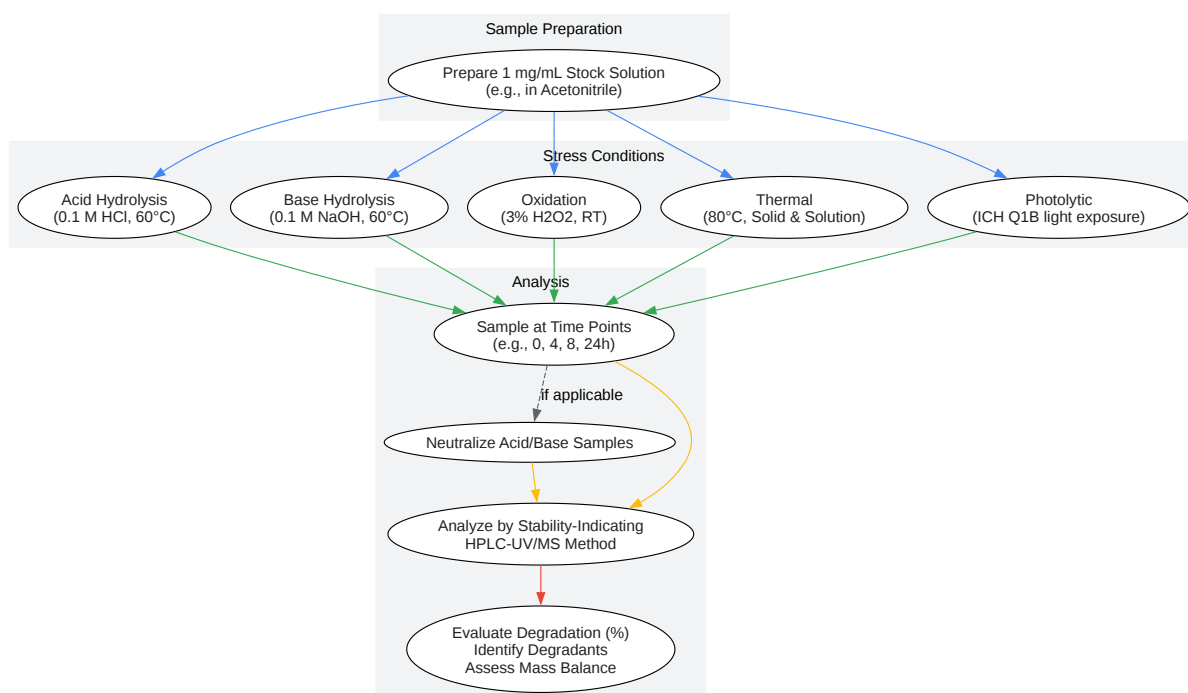 Sample Preparation
Prepare 1 mg/mL Stock Solution
(e.g., in Acetonitrile)
Stress Conditions
Acid Hydrolysis
(0.1 M HCl, 60°C)
Base Hydrolysis
(0.1 M NaOH, 60°C)
Oxidation
(3% H2O2, RT)
Thermal
(80°C, Solid & Solution)
Photolytic
(ICH Q1B light exposure)
Analysis
Sample at Time Points
(e.g., 0, 4, 8, 24h)
if applicable
Neutralize Acid/Base Samples
Analyze by Stability-Indicating
HPLC-UV/MS Method
Evaluate Degradation (%)
Identify Degradants
Assess Mass Balance